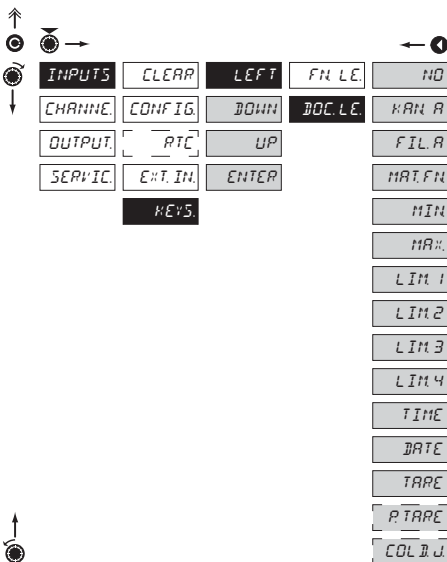 INPUTS CLEAR LEFT FN. LE. NO
CHANNE. CONFIG. DOWN DOC. LE. KAN. A
OUTPUT. RTC UP FIL. A
SERVIC. EXT. IN. ENTER MAT. FN.
KEYS. MIN
MAX.
LIM. 1
LIM. 2
LIM. 3
LIM. 4
TIME
DATE
TARE
P. TARE
COL. D. J.